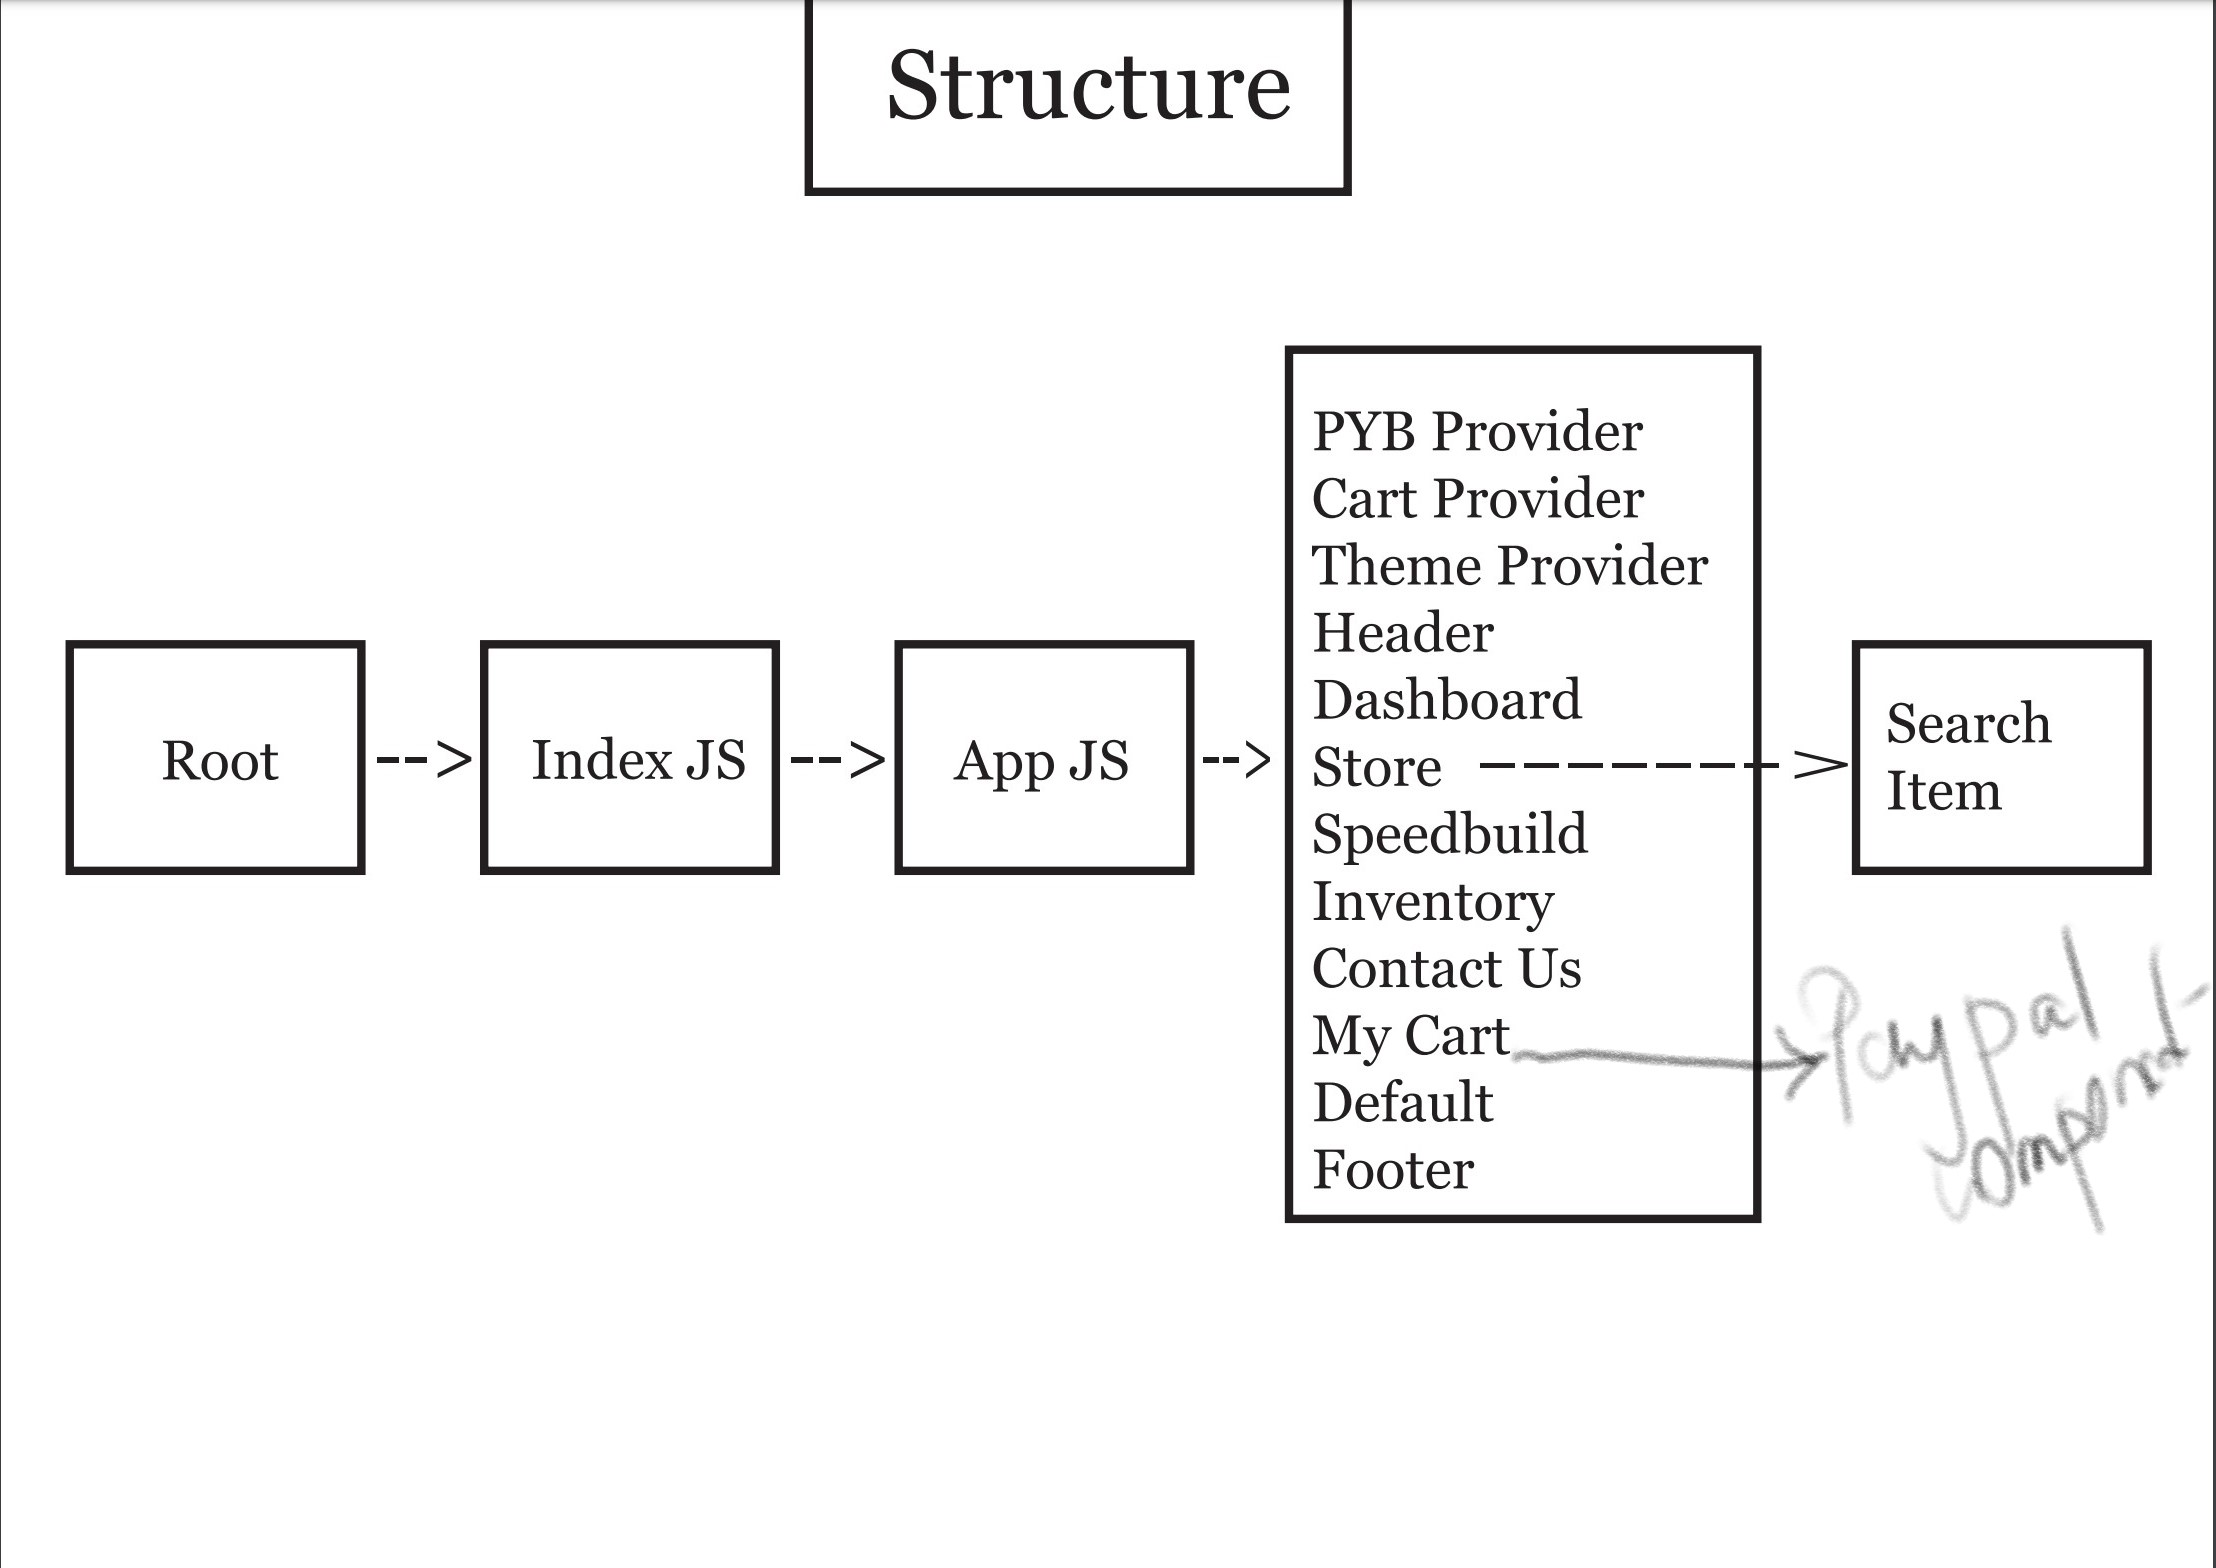 Structure
Root
-->
Index JS
-->
App JS
-->
PYB Provider
Cart Provider
Theme Provider
Header
Dashboard
Store
Speedbuild
Inventory
Contact Us
My Cart
Default
Footer
Search
Item
Paypal
Component